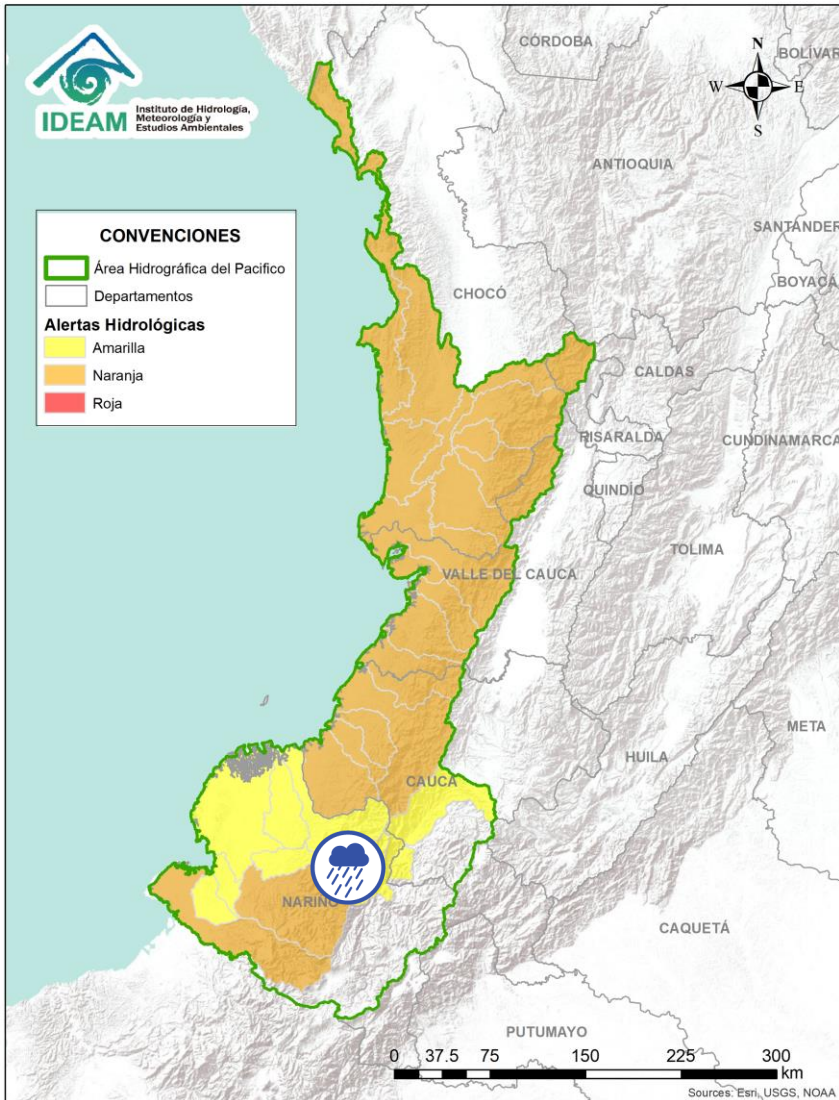 CÓRDOBA
BOLÍVAR
N
W
E
S
IDEAM
Instituto de Hidrología,
Meteorología y
Estudios Ambientales
ANTIOQUIA
CONVENCIONES
Área Hidrográfica del Pacifico
Departamentos
Alertas Hidrológicas
Amarilla
Naranja
Roja
SANTANDER
BOYACÁ
CHOCÓ
CALDAS
RISARALDA
CUNDINAMARCA
QUINDÍO
TOLIMA
VALLE DEL CAUCA
META
HUILA
CAUCA
NARIÑO
CAQUETÁ
PUTUMAYO
0 37.5 75 150 225 300
km
Sources: Esri, USGS, NOAA